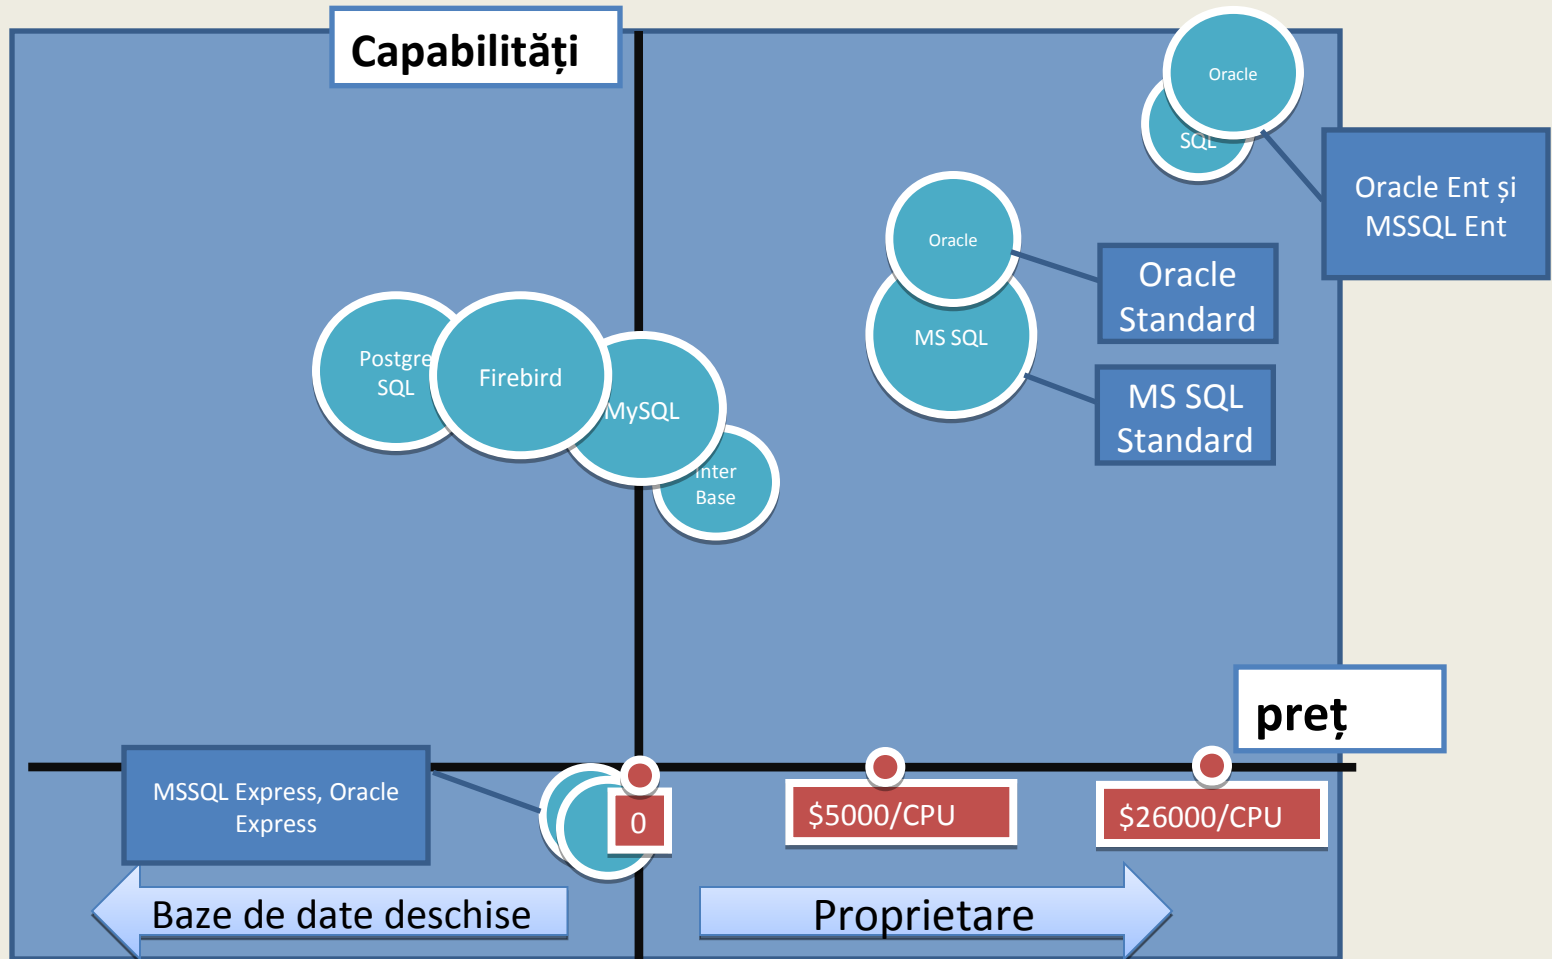 Capabilități
Oracle
SQL
Oracle Ent și
MSSQL Ent
Oracle
Oracle
Standard
MS SQL
MS SQL
Standard
Postgre
SQL
Firebird
MySQL
Inter
Base
preț
MSSQL Express, Oracle
Express
0
$5000/CPU
$26000/CPU
Baze de date deschise
Proprietare